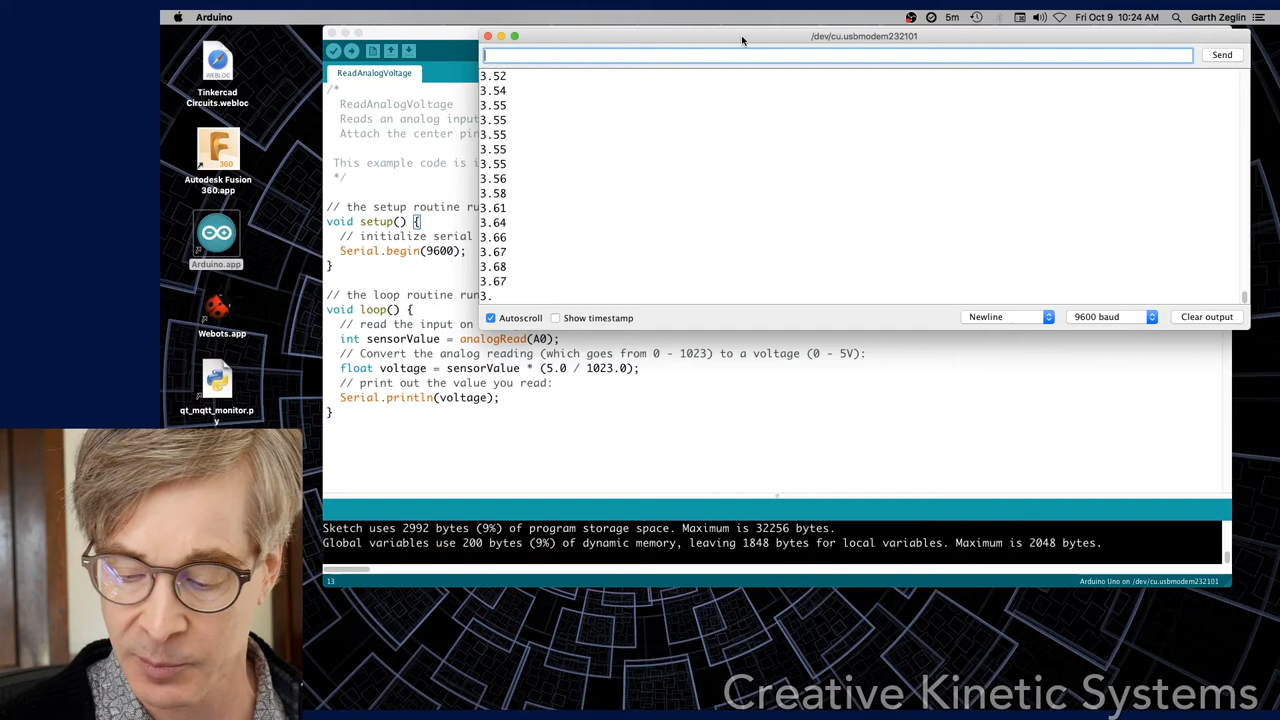 Arduino
5m
Fri Oct 9 10:24 AM
Garth Zeglin
WEBLOC
Tinkercad
Circuits.webloc
360
Autodesk Fusion
360.app
Arduino.app
Webots.app
qt_mqtt_monitor.p
y
ReadAnalogVoltage
/*
ReadAnalogVoltage
Reads an analog input
Attach the center pin
This example code is i
*/
// the setup routine ru
void setup() {
// initialize serial
Serial.begin(9600);
}
// the loop routine run
void loop() {
// read the input on
int sensorValue = analogRead(A0);
// Convert the analog reading (which goes from 0 - 1023) to a voltage (0 - 5V):
float voltage = sensorValue * (5.0 / 1023.0);
// print out the value you read:
Serial.println(voltage);
}
Sketch uses 2992 bytes (9%) of program storage space. Maximum is 32256 bytes.
Global variables use 200 bytes (9%) of dynamic memory, leaving 1848 bytes for local variables. Maximum is 2048 bytes.
13
Arduino Uno on /dev/cu.usbmodem232101
/dev/cu.usbmodem232101
Send
3.52
3.54
3.55
3.55
3.55
3.55
3.55
3.56
3.58
3.61
3.64
3.66
3.67
3.68
3.67
3.
Autoscroll
Show timestamp
Newline
9600 baud
Clear output
Creative Kinetic Systems